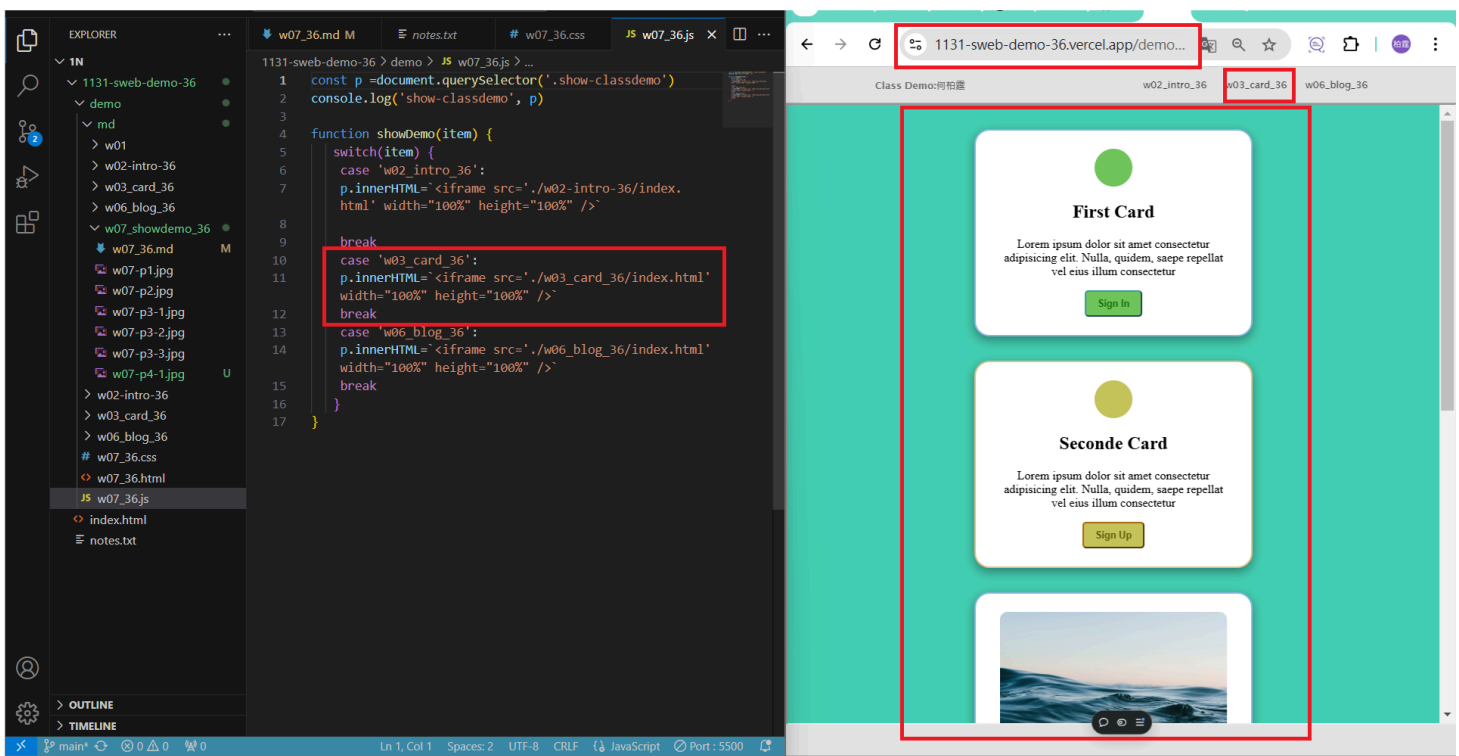 EXPLORER
1N
1131-sweb-demo-36
demo
md
w01
w02-intro-36
w03_card_36
w06_blog_36
w07_showdemo_36
w07_36.md M
w07-p1.jpg
w07-p2.jpg
w07-p3-1.jpg
w07-p3-2.jpg
w07-p3-3.jpg
w07-p4-1.jpg U
w02-intro-36
w03_card_36
w06_blog_36
# w07_36.css
<> w07_36.html
JS w07_36.js
<> index.html
notes.txt
OUTLINE
TIMELINE
2
w07_36.md M
notes.txt
# w07_36.css
JS w07_36.js
1131-sweb-demo-36 > demo > JS w07_36.js > ...
1 const p =document.querySelector('.show-classdemo')
2 console.log('show-classdemo', p)
3
4 function showDemo(item) {
5 switch(item) {
6 case 'w02_intro_36':
7 p.innerHTML=`<iframe src='./w02-intro-36/index.
html' width="100%" height="100%" />`
8
9 break
10 case 'w03_card_36':
11 p.innerHTML=`<iframe src='./w03_card_36/index.html'
width="100%" height="100%" />`
12 break
13 case 'w06_blog_36':
14 p.innerHTML=`<iframe src='./w06_blog_36/index.html'
width="100%" height="100%" />`
15 break
16 }
17 }
main* 0 0 0 Ln 1, Col 1 Spaces: 2 UTF-8 CRLF JavaScript Port : 5500
1131-sweb-demo-36.vercel.app/demo...
柏霆
Class Demo:何柏霆 w02_intro_36 w03_card_36 w06_blog_36
First Card
Lorem ipsum dolor sit amet consectetur
adipisicing elit. Nulla, quidem, saepe repellat
vel eius illum consectetur
Sign In
Seconde Card
Lorem ipsum dolor sit amet consectetur
adipisicing elit. Nulla, quidem, saepe repellat
vel eius illum consectetur
Sign Up